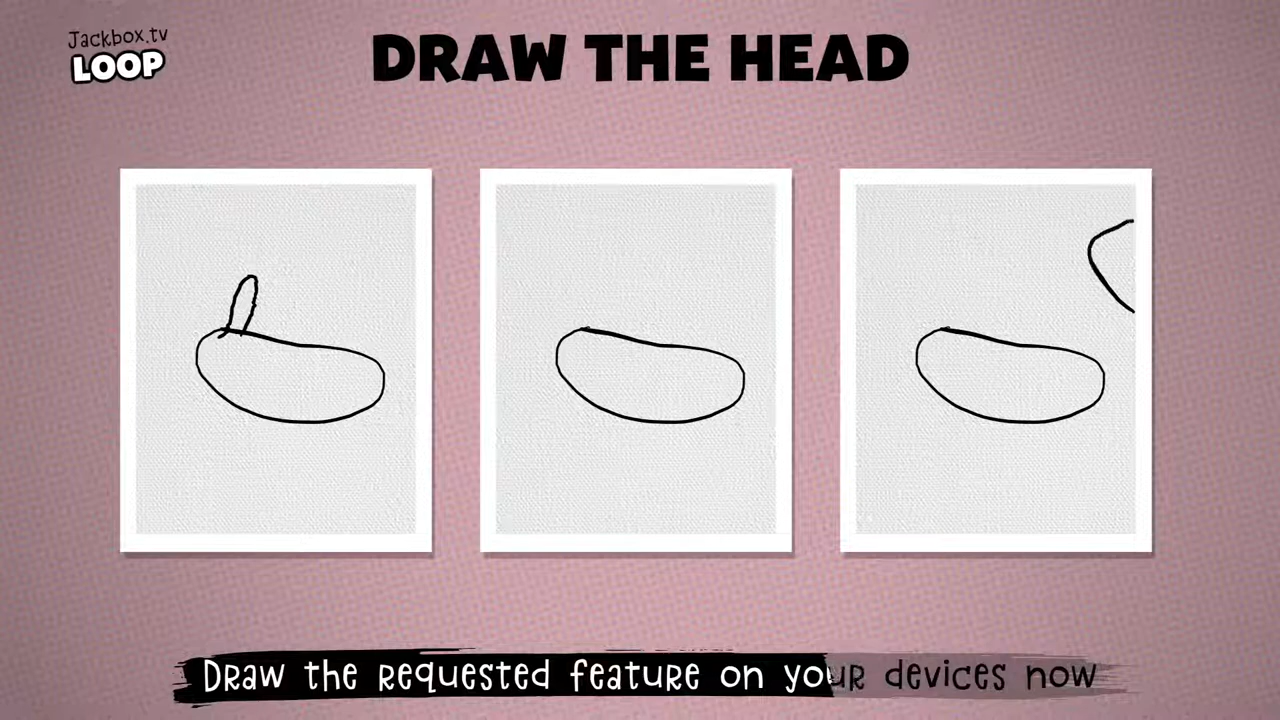 Jackbox.tv
LOOP
DRAW THE HEAD
Draw the requested feature on your devices now